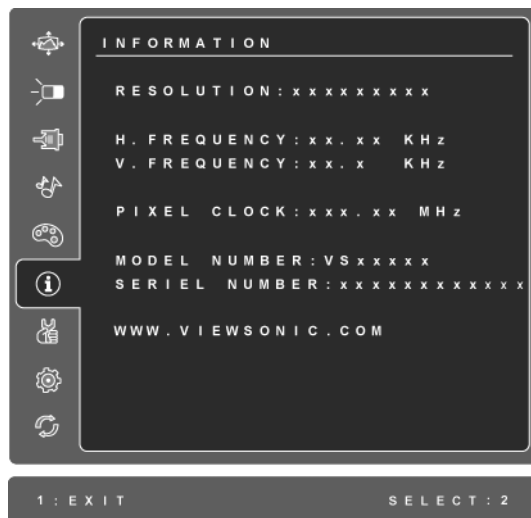 INFORMATION
RESOLUTION:xxxxxxxxx
H. FREQUENCY:xx.xx KHz
V. FREQUENCY:xx.x KHz
PIXEL CLOCK:xxx.xx MHz
MODEL NUMBER:VSxxxxx
SERIEL NUMBER:xxxxxxxxxxxx
WWW.VIEWSONIC.COM
1:EXIT SELECT:2